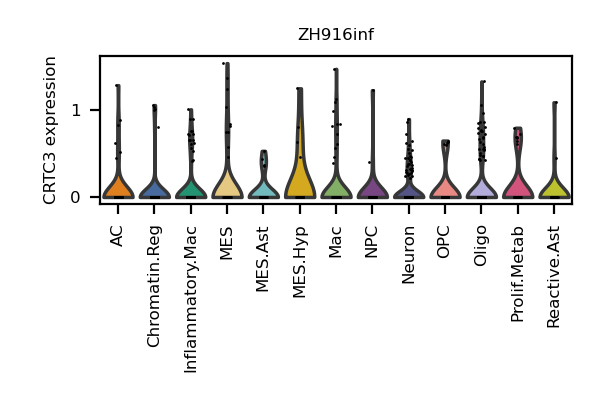 ZH916inf
CRTC3 expression
1
0
AC
Chromatin.Reg
Inflammatory.Mac
MES
MES.Ast
MES.Hyp
Mac
NPC
Neuron
OPC
Oligo
Prolif.Metab
Reactive.Ast